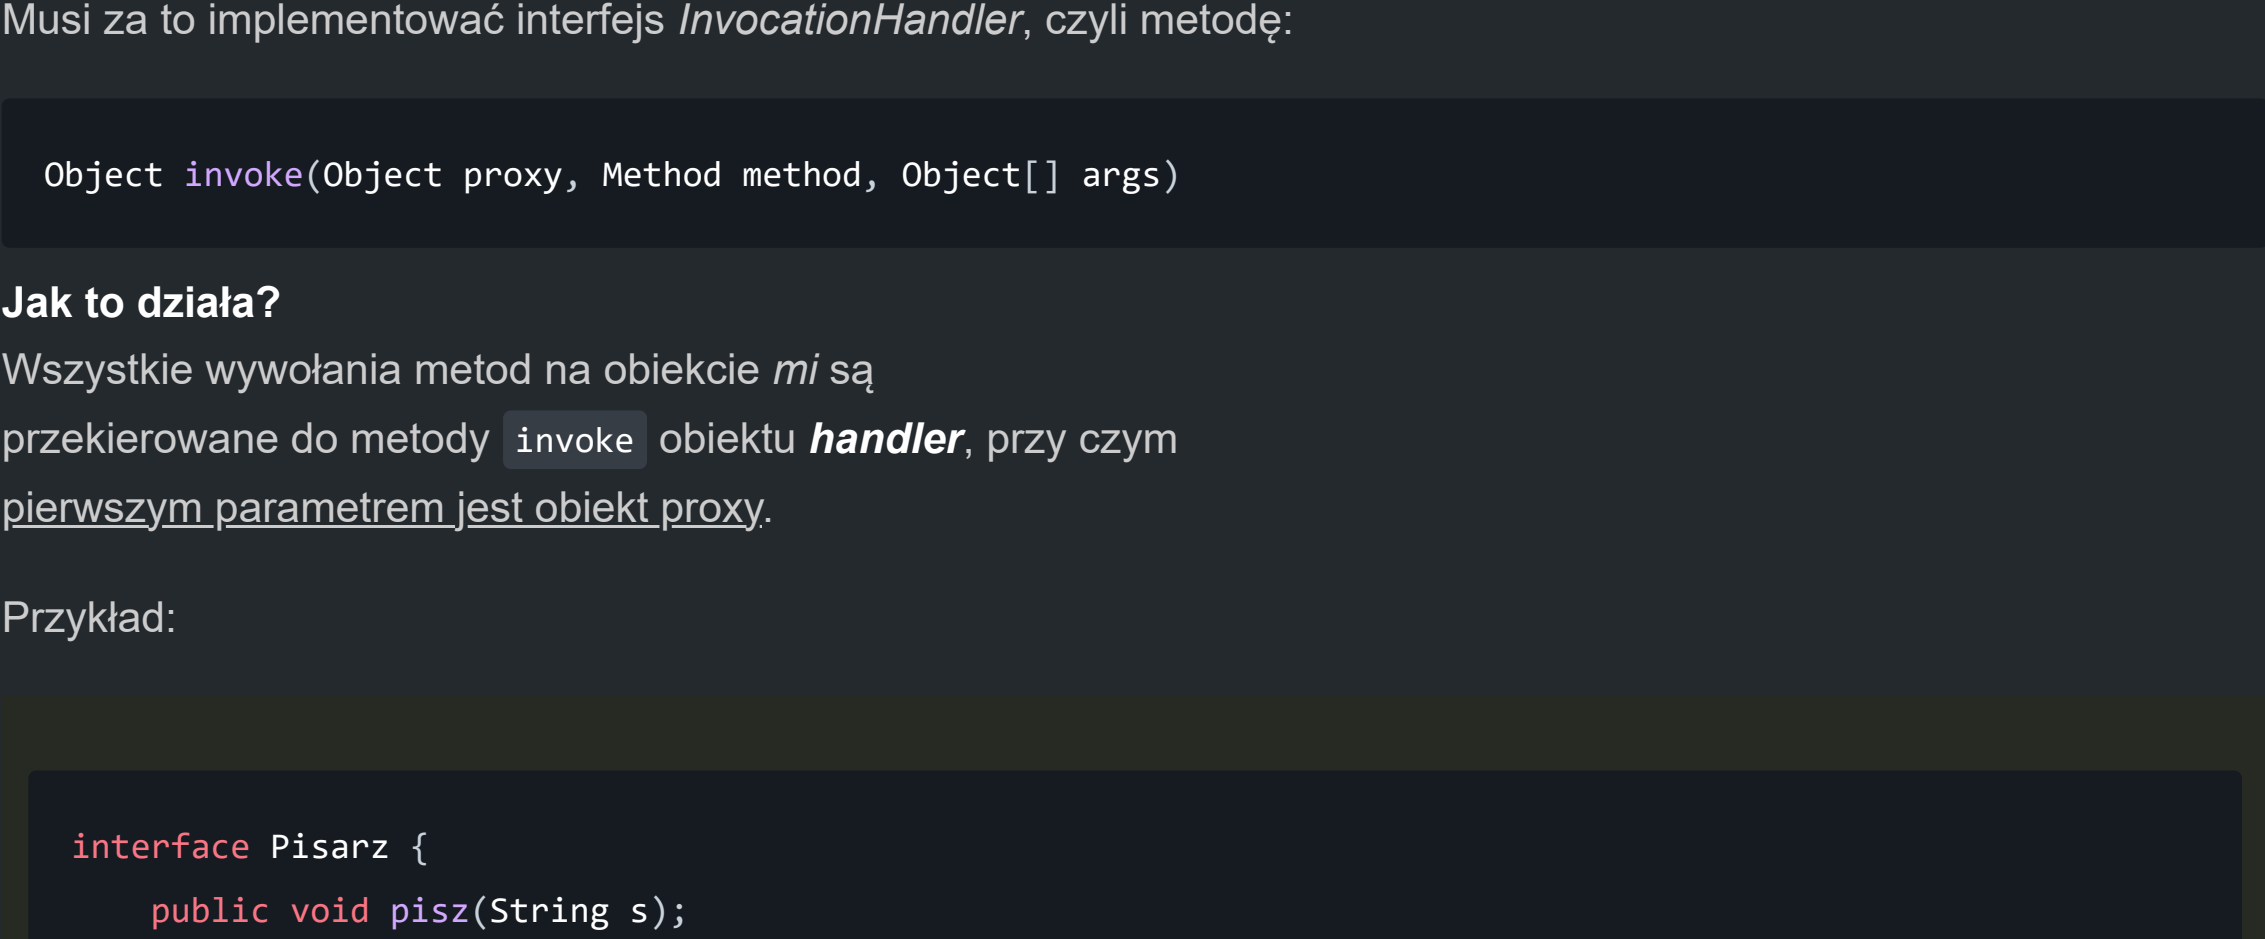 Musi za to implementować interfejs InvocationHandler, czyli metodę:
Object invoke(Object proxy, Method method, Object[] args)
Jak to działa?
Wszystkie wywołania metod na obiekcie mi są
przekierowane do metody invoke obiektu handler, przy czym
pierwszym parametrem jest obiekt proxy.
Przykład:
interface Pisarz {
    public void pisz(String s);